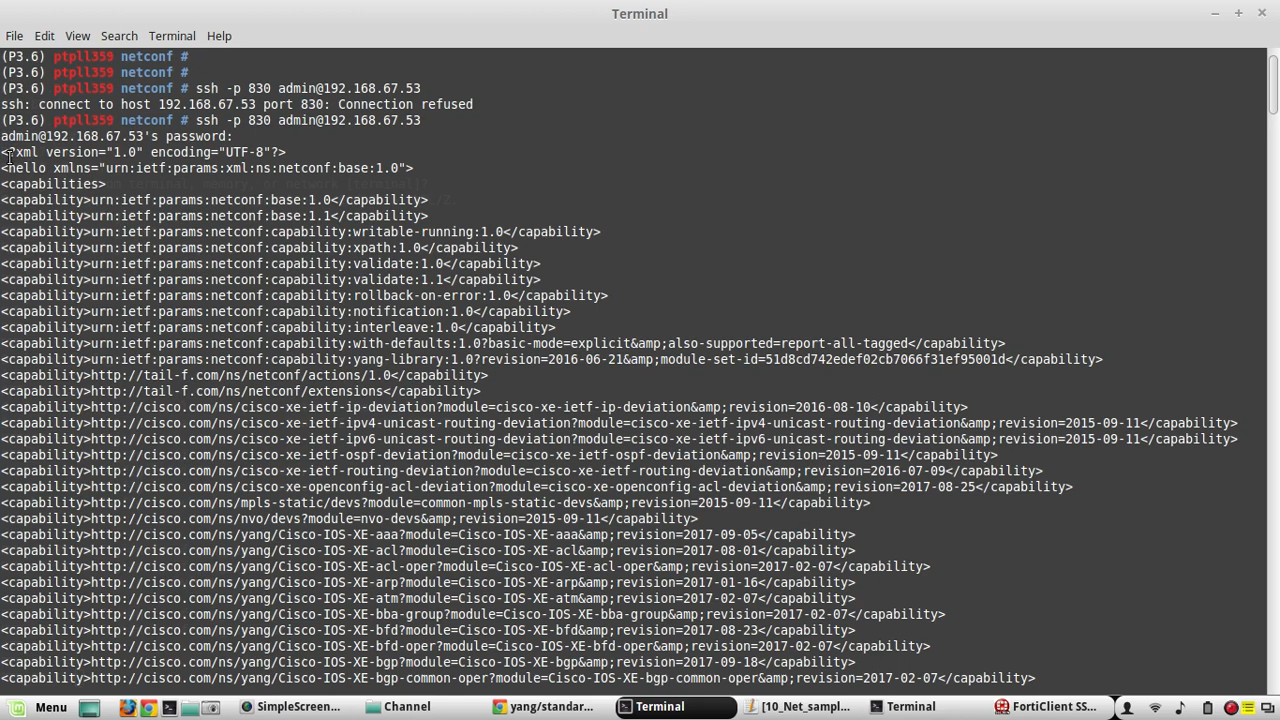 Terminal
File Edit View Search Terminal Help
(P3.6) ptpll359 netconf #
(P3.6) ptpll359 netconf #
(P3.6) ptpll359 netconf # ssh -p 830 admin@192.168.67.53
ssh: connect to host 192.168.67.53 port 830: Connection refused
(P3.6) ptpll359 netconf # ssh -p 830 admin@192.168.67.53
admin@192.168.67.53's password:
<?xml version="1.0" encoding="UTF-8"?>
<hello xmlns="urn:ietf:params:xml:ns:netconf:base:1.0">
<capabilities>
<capability>urn:ietf:params:netconf:base:1.0</capability>
<capability>urn:ietf:params:netconf:base:1.1</capability>
<capability>urn:ietf:params:netconf:capability:writable-running:1.0</capability>
<capability>urn:ietf:params:netconf:capability:xpath:1.0</capability>
<capability>urn:ietf:params:netconf:capability:validate:1.0</capability>
<capability>urn:ietf:params:netconf:capability:validate:1.1</capability>
<capability>urn:ietf:params:netconf:capability:rollback-on-error:1.0</capability>
<capability>urn:ietf:params:netconf:capability:notification:1.0</capability>
<capability>urn:ietf:params:netconf:capability:interleave:1.0</capability>
<capability>urn:ietf:params:netconf:capability:with-defaults:1.0?basic-mode=explicit&amp;also-supported=report-all-tagged</capability>
<capability>urn:ietf:params:netconf:capability:yang-library:1.0?revision=2016-06-21&amp;module-set-id=51d8cd742edef02cb7066f31ef95001d</capability>
<capability>http://tail-f.com/ns/netconf/actions/1.0</capability>
<capability>http://tail-f.com/ns/netconf/extensions</capability>
<capability>http://cisco.com/ns/cisco-xe-ietf-ip-deviation?module=cisco-xe-ietf-ip-deviation&amp;revision=2016-08-10</capability>
<capability>http://cisco.com/ns/cisco-xe-ietf-ipv4-unicast-routing-deviation?module=cisco-xe-ietf-ipv4-unicast-routing-deviation&amp;revision=2015-09-11</capability>
<capability>http://cisco.com/ns/cisco-xe-ietf-ipv6-unicast-routing-deviation?module=cisco-xe-ietf-ipv6-unicast-routing-deviation&amp;revision=2015-09-11</capability>
<capability>http://cisco.com/ns/cisco-xe-ietf-ospf-deviation?module=cisco-xe-ietf-ospf-deviation&amp;revision=2015-09-11</capability>
<capability>http://cisco.com/ns/cisco-xe-ietf-routing-deviation?module=cisco-xe-ietf-routing-deviation&amp;revision=2016-07-09</capability>
<capability>http://cisco.com/ns/cisco-xe-openconfig-acl-deviation?module=cisco-xe-openconfig-acl-deviation&amp;revision=2017-08-25</capability>
<capability>http://cisco.com/ns/mpls-static/devs?module=common-mpls-static-devs&amp;revision=2015-09-11</capability>
<capability>http://cisco.com/ns/nvo/devs?module=nvo-devs&amp;revision=2015-09-11</capability>
<capability>http://cisco.com/ns/yang/Cisco-IOS-XE-aaa?module=Cisco-IOS-XE-aaa&amp;revision=2017-09-05</capability>
<capability>http://cisco.com/ns/yang/Cisco-IOS-XE-acl?module=Cisco-IOS-XE-acl&amp;revision=2017-08-01</capability>
<capability>http://cisco.com/ns/yang/Cisco-IOS-XE-acl-oper?module=Cisco-IOS-XE-acl-oper&amp;revision=2017-02-07</capability>
<capability>http://cisco.com/ns/yang/Cisco-IOS-XE-arp?module=Cisco-IOS-XE-arp&amp;revision=2017-01-16</capability>
<capability>http://cisco.com/ns/yang/Cisco-IOS-XE-atm?module=Cisco-IOS-XE-atm&amp;revision=2017-02-07</capability>
<capability>http://cisco.com/ns/yang/Cisco-IOS-XE-bba-group?module=Cisco-IOS-XE-bba-group&amp;revision=2017-02-07</capability>
<capability>http://cisco.com/ns/yang/Cisco-IOS-XE-bfd?module=Cisco-IOS-XE-bfd&amp;revision=2017-08-23</capability>
<capability>http://cisco.com/ns/yang/Cisco-IOS-XE-bfd-oper?module=Cisco-IOS-XE-bfd-oper&amp;revision=2017-02-07</capability>
<capability>http://cisco.com/ns/yang/Cisco-IOS-XE-bgp?module=Cisco-IOS-XE-bgp&amp;revision=2017-09-18</capability>
<capability>http://cisco.com/ns/yang/Cisco-IOS-XE-bgp-common-oper?module=Cisco-IOS-XE-bgp-common-oper&amp;revision=2017-02-07</capability>
Menu SimpleScreen... Channel yang/standar... Terminal [10_Net_sampl... Terminal FortiClient SS...